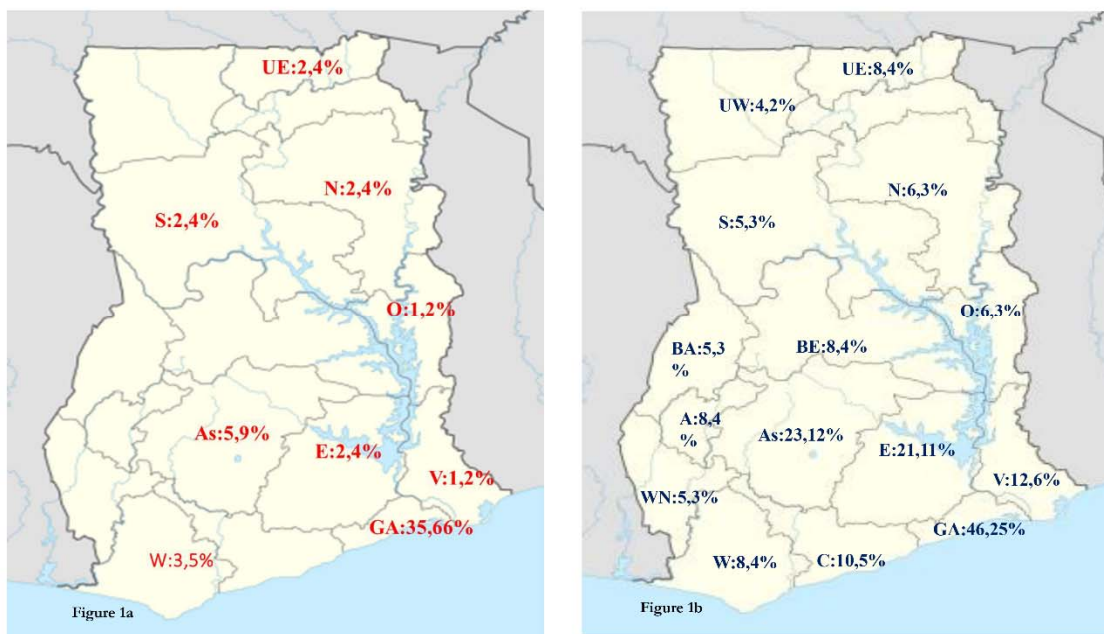 UE:2,4%
N:2,4%
S:2,4%
O:1,2%
As:5,9%
E:2,4%
V:1,2%
GA:35,66%
W:3,5%
Figure 1a
UE:8,4%
UW:4,2%
N:6,3%
S:5,3%
O:6,3%
BA:5,3
%
BE:8,4%
A:8,4
%
As:23,12%
E:21,11%
V:12,6%
WN:5,3%
GA:46,25%
W:8,4%
C:10,5%
Figure 1b